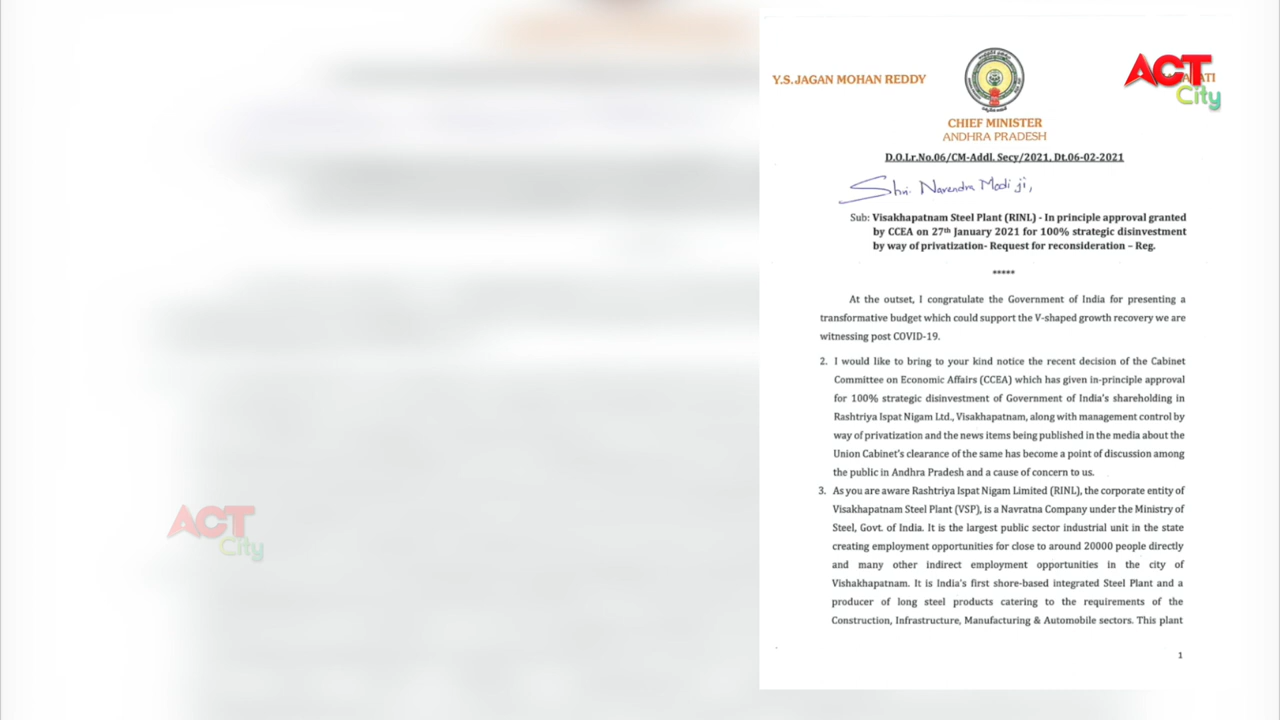 Y.S.JAGAN MOHAN REDDY
ACT
City
CHIEF MINISTER
ANDHRA PRADESH
D.O.Lr.No.06/CM-Addl. Secy/2021, Dt.06-02-2021
Shri. Narendra Modi ji,
Sub: Visakhapatnam Steel Plant (RINL) - In principle approval granted
by CCEA on 27th January 2021 for 100% strategic disinvestment
by way of privatization- Request for reconsideration – Reg.
*****
At the outset, I congratulate the Government of India for presenting a
transformative budget which could support the V-shaped growth recovery we are
witnessing post COVID-19.
2. I would like to bring to your kind notice the recent decision of the Cabinet
Committee on Economic Affairs (CCEA) which has given in-principle approval
for 100% strategic disinvestment of Government of India's shareholding in
Rashtriya Ispat Nigam Ltd., Visakhapatnam, along with management control by
way of privatization and the news items being published in the media about the
Union Cabinet's clearance of the same has become a point of discussion among
the public in Andhra Pradesh and a cause of concern to us.
3. As you are aware Rashtriya Ispat Nigam Limited (RINL), the corporate entity of
Visakhapatnam Steel Plant (VSP), is a Navratna Company under the Ministry of
Steel, Govt. of India. It is the largest public sector industrial unit in the state
creating employment opportunities for close to around 20000 people directly
and many other indirect employment opportunities in the city of
Vishakhapatnam. It is India's first shore-based integrated Steel Plant and a
producer of long steel products catering to the requirements of the
Construction, Infrastructure, Manufacturing & Automobile sectors. This plant
1
ACT
City